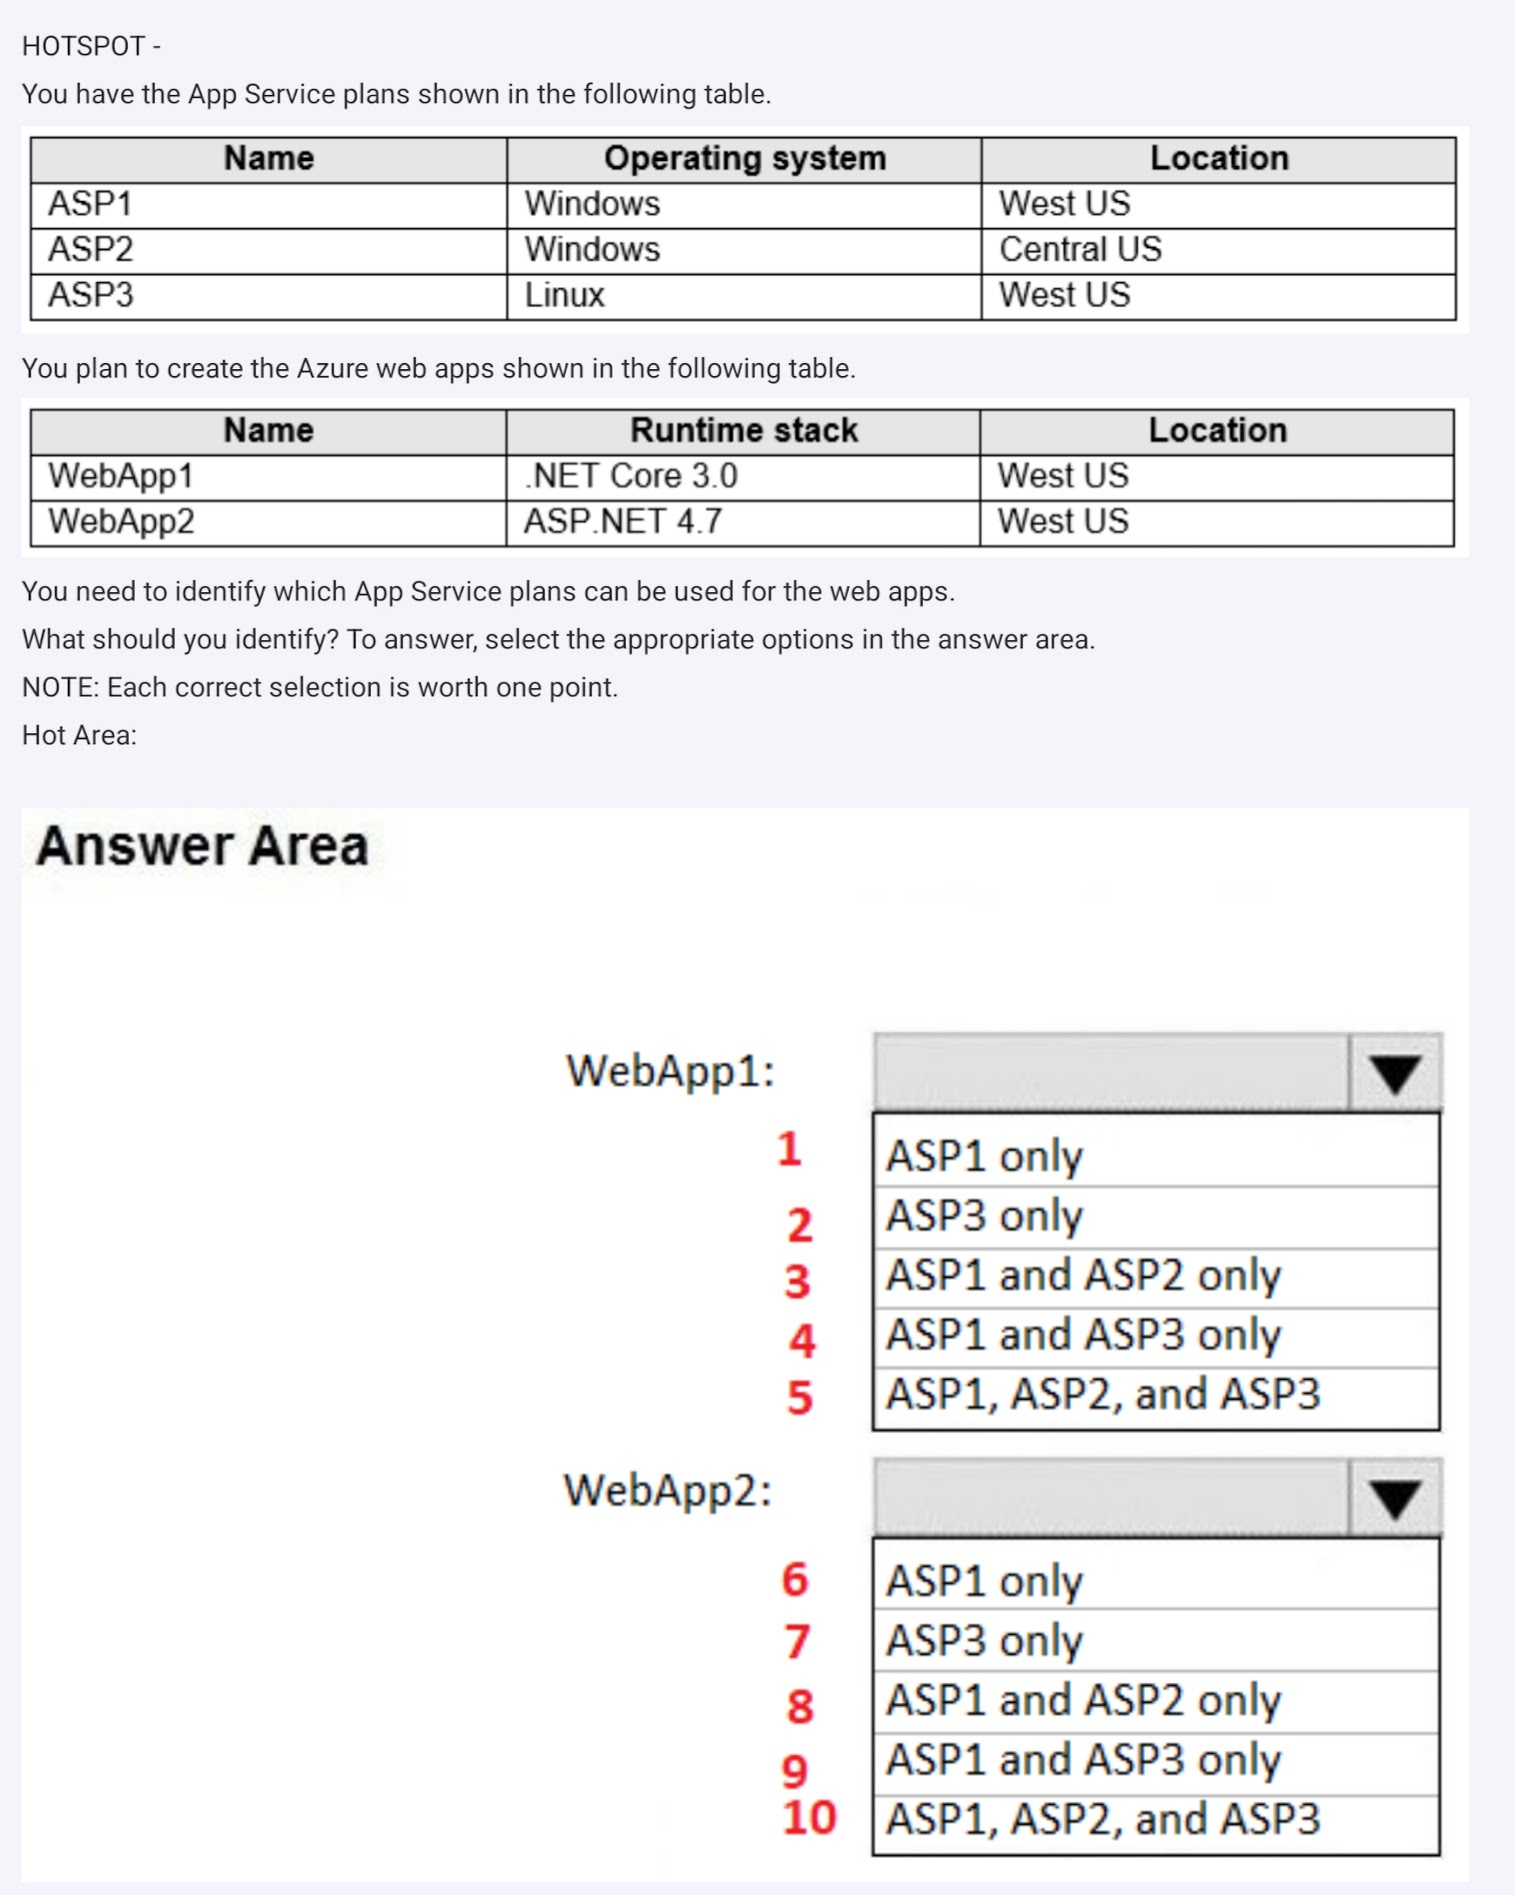 HOTSPOT -
You have the App Service plans shown in the following table.
Name Operating system Location
ASP1 Windows West US
ASP2 Windows Central US
ASP3 Linux West US
You plan to create the Azure web apps shown in the following table.
Name Runtime stack Location
WebApp1 .NET Core 3.0 West US
WebApp2 ASP.NET 4.7 West US
You need to identify which App Service plans can be used for the web apps.
What should you identify? To answer, select the appropriate options in the answer area.
NOTE: Each correct selection is worth one point.
Hot Area:
Answer Area
WebApp1:
1 ASP1 only
2 ASP3 only
3 ASP1 and ASP2 only
4 ASP1 and ASP3 only
5 ASP1, ASP2, and ASP3
WebApp2:
6 ASP1 only
7 ASP3 only
8 ASP1 and ASP2 only
9 ASP1 and ASP3 only
10 ASP1, ASP2, and ASP3